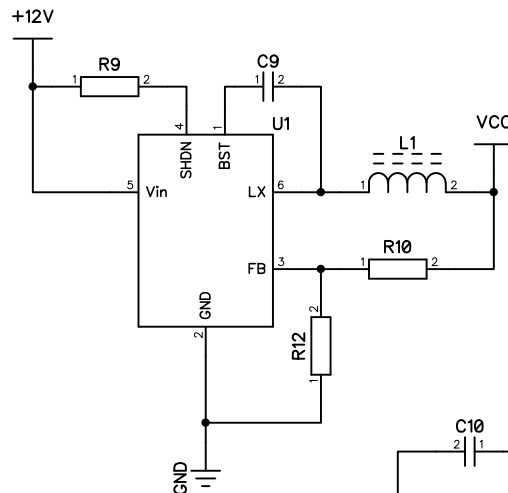 +12V
R9
1 2
C9
1 2
4
1
U1
SHDN
BST
VCC
L1
5
Vin
LX
6
1 2
R10
FB
3
1 2
GND
2
2
R12
1
C10
2 1
GND